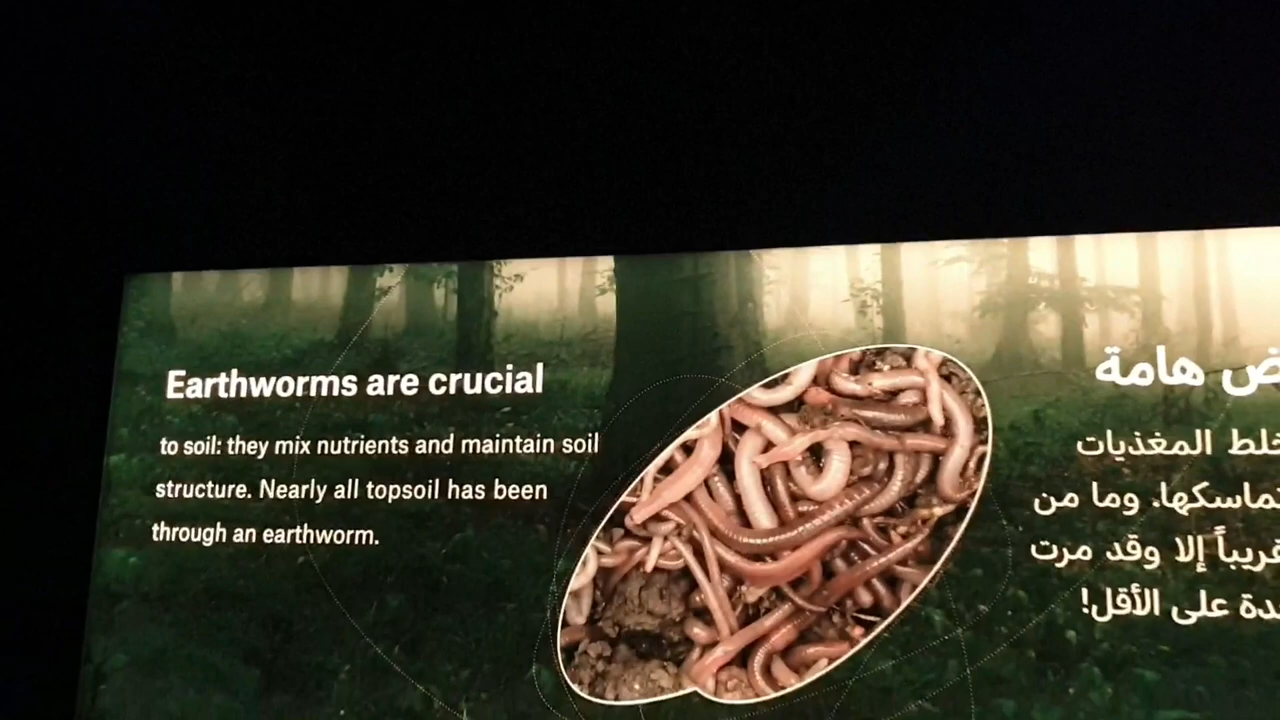 Earthworms are crucial
to soil: they mix nutrients and maintain soil
structure. Nearly all topsoil has been
through an earthworm.
هامة
المغذيات
وما من
إلا وقد مرت
على الأقل!